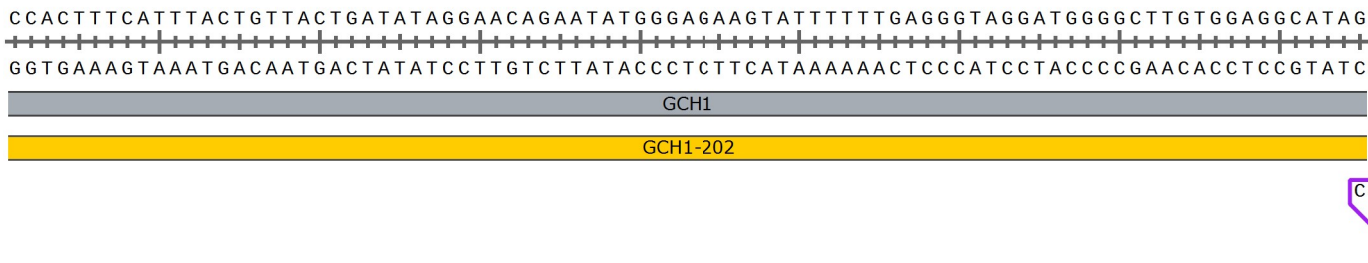 CCACTTTCATTTACTGTTACTGATATAGGAACAGAATATGGGAGAAGTATTTTTTGAGGGTAGGATGGGGCTTGTGGAGGCATAG
GGTGAAAGTAAATGACAATGACTATATCCTTGTCTTATACCCTCTTCATAAAAAACTCCCATCCTACCCCGAACACCTCCGTATC
GCH1
GCH1-202
C